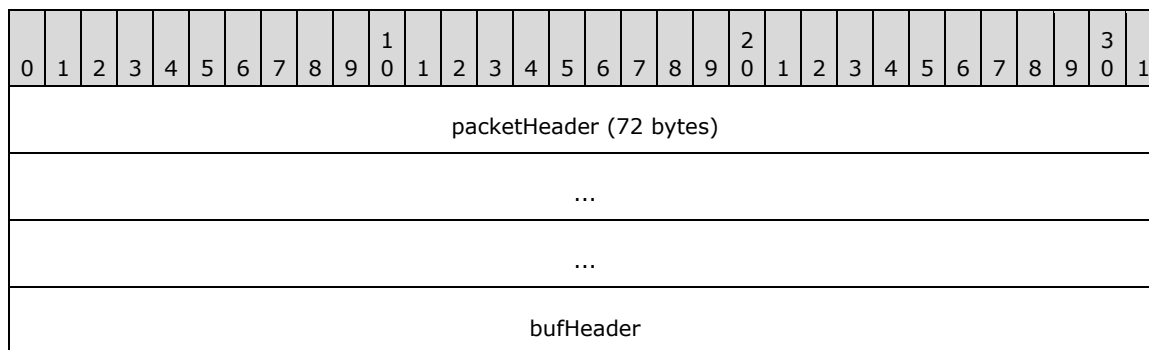 1 2 3
0 1 2 3 4 5 6 7 8 9 0 1 2 3 4 5 6 7 8 9 0 1 2 3 4 5 6 7 8 9 0 1
packetHeader (72 bytes)
...
...
bufHeader